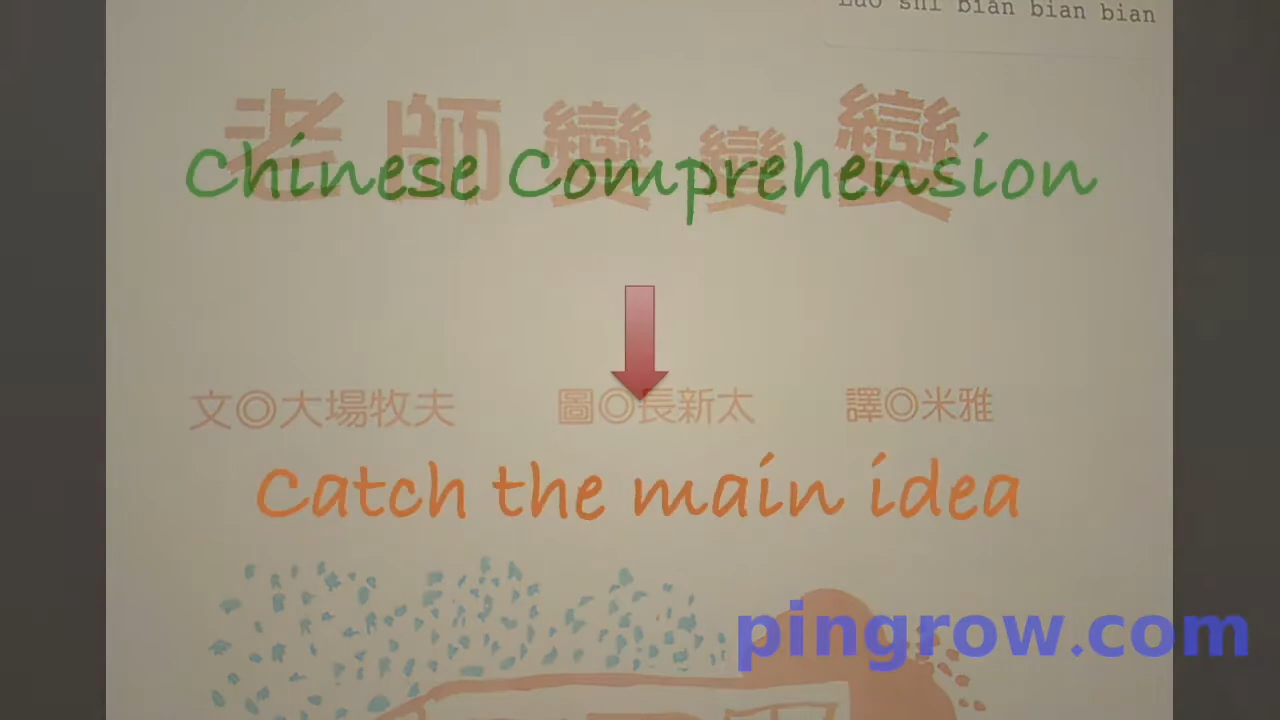 Lao shi bian bian bian
老師變變變
Chinese Comprehension
文◎大場牧夫 圖◎長新太 譯◎米雅
Catch the main idea
pingrow.com